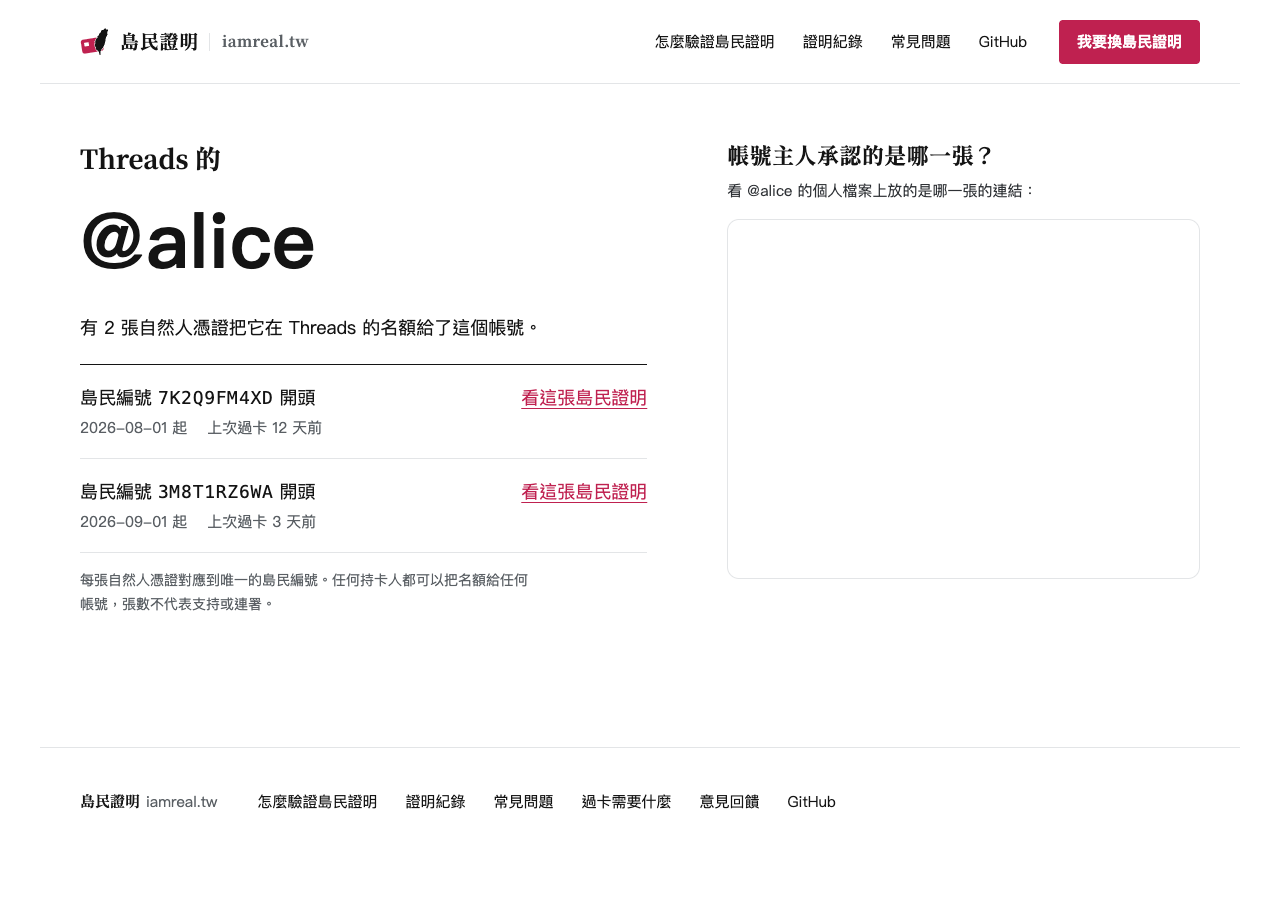 島民證明 iamreal.tw
怎麼驗證島民證明 證明紀錄 常見問題 GitHub 我要換島民證明
Threads 的
@alice
有 2 張自然人憑證把它在 Threads 的名額給了這個帳號。
島民編號 7K2Q9FM4XD 開頭 看這張島民證明
2026–08–01 起 上次過卡 12 天前
島民編號 3M8T1RZ6WA 開頭 看這張島民證明
2026–09–01 起 上次過卡 3 天前
每張自然人憑證對應到唯一的島民編號。任何持卡人都可以把名額給任何
帳號，張數不代表支持或連署。
帳號主人承認的是哪一張？
看 @alice 的個人檔案上放的是哪一張的連結：
島民證明 iamreal.tw 怎麼驗證島民證明 證明紀錄 常見問題 過卡需要什麼 意見回饋 GitHub